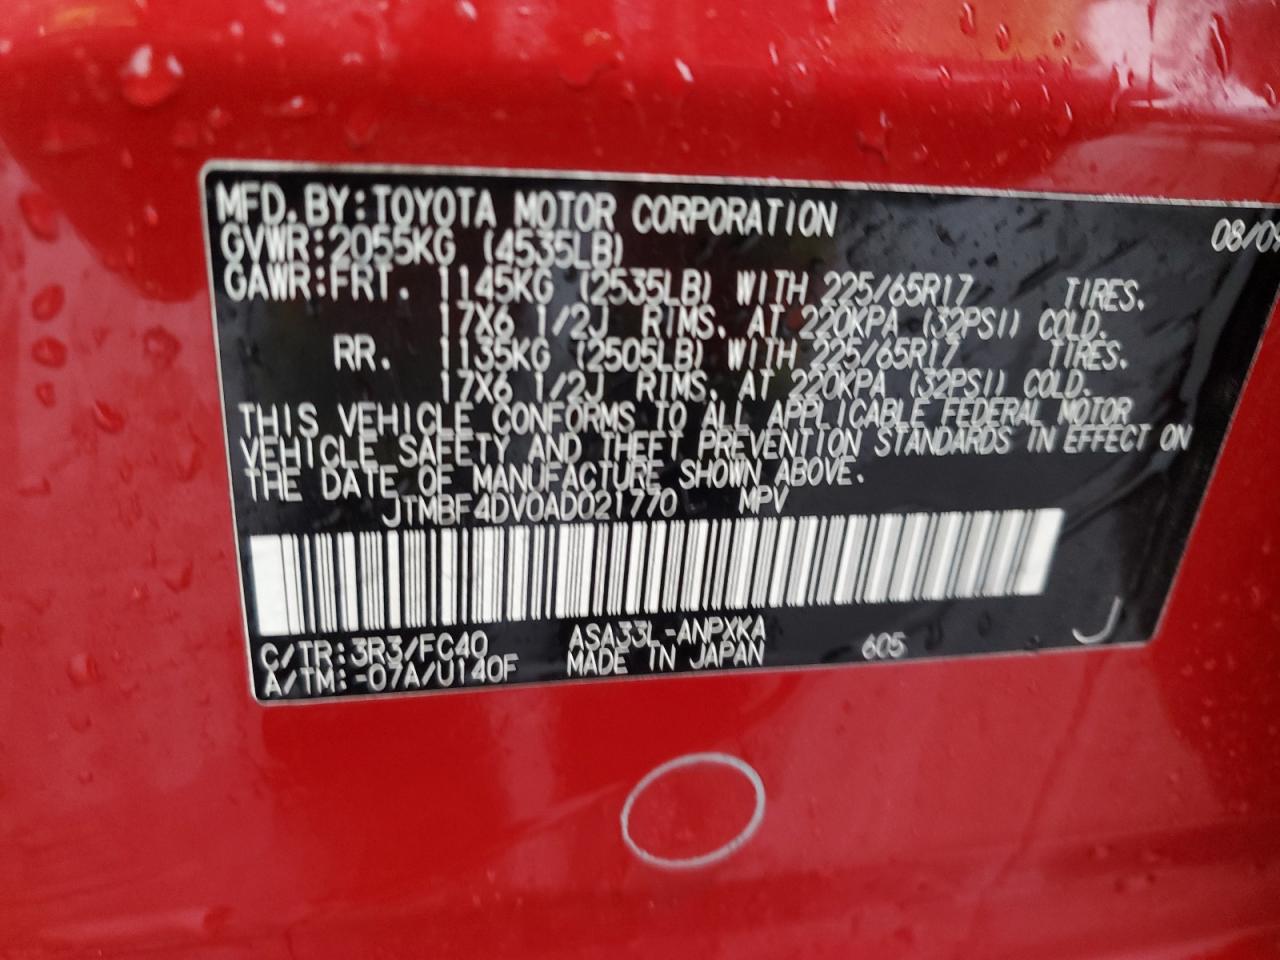 MFD.BY:TOYOTA MOTOR CORPORATION 08/09
GVWR:2055KG (4535LB)
GAWR:FRT. 1145KG (2535LB) WITH 225/65R17 TIRES.
17X6 1/2J RIMS. AT 220KPA (32PSI) COLD.
RR. 1135KG (2505LB) WITH 225/65R17 TIRES.
17X6 1/2J RIMS. AT 220KPA (32PSI) COLD.
THIS VEHICLE CONFORMS TO ALL APPLICABLE FEDERAL MOTOR
VEHICLE SAFETY AND THEFT PREVENTION STANDARDS IN EFFECT ON
THE DATE OF MANUFACTURE SHOWN ABOVE.
JTMBF4DV0AD021770 MPV
C/TR:3R3/FC40 ASA33L-ANPXKA 605 J
A/TM:-07A/U140F MADE IN JAPAN